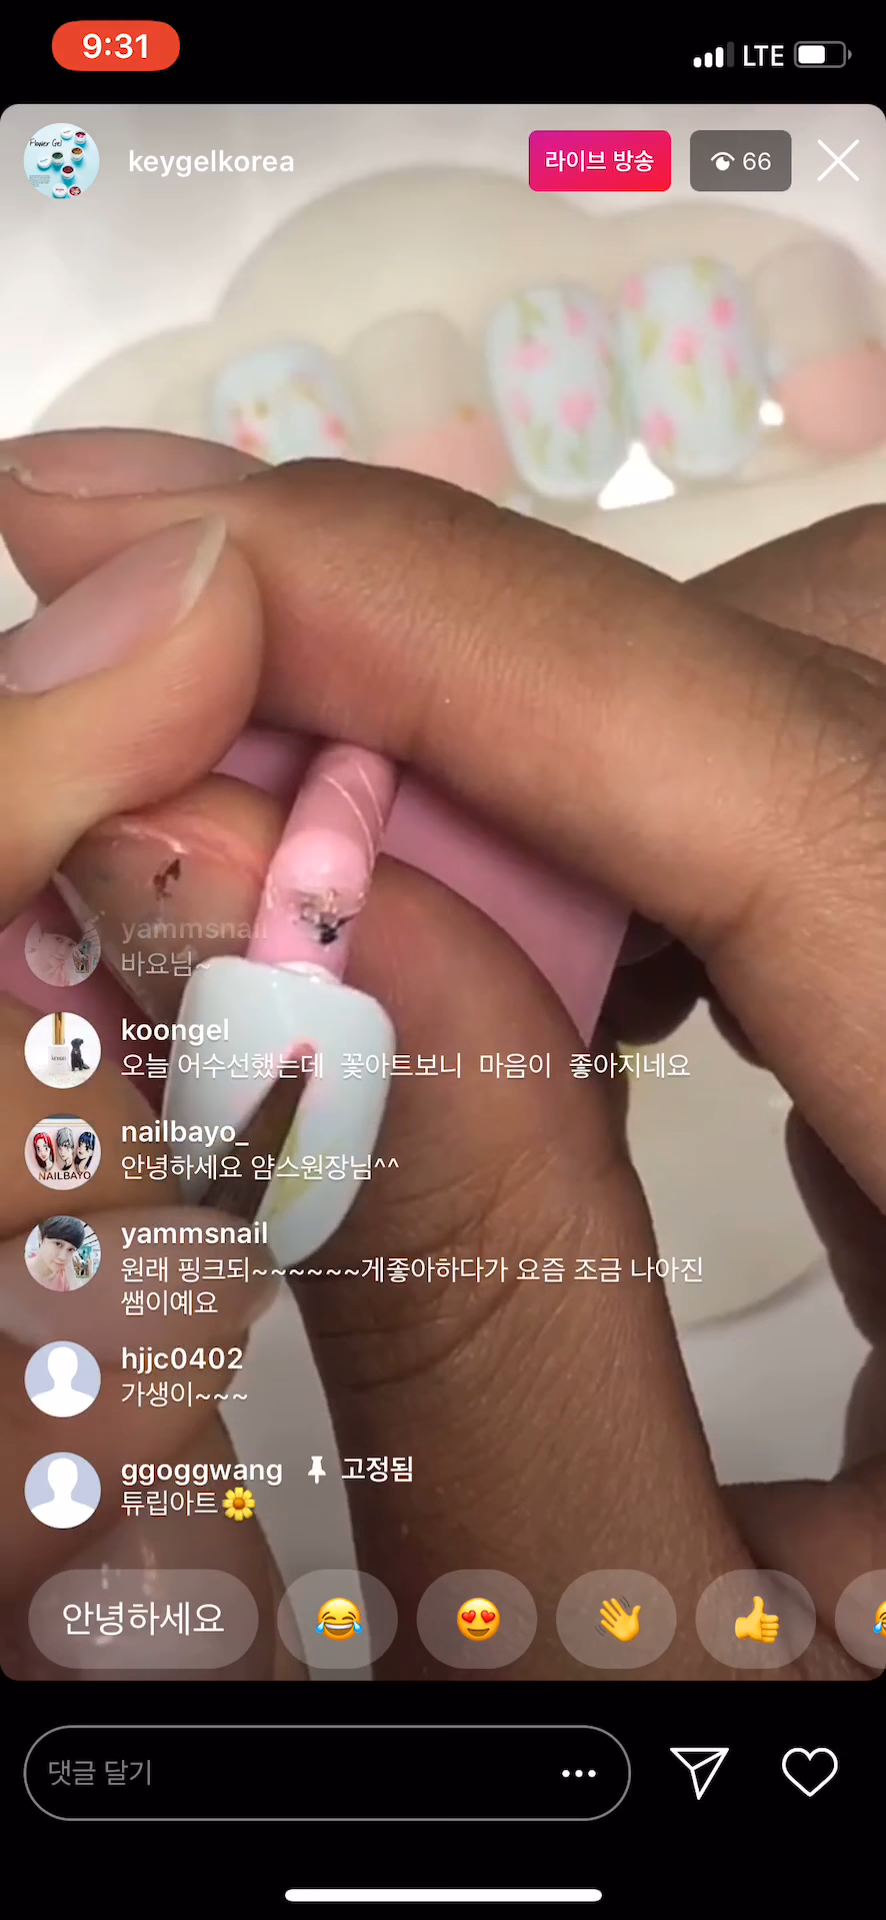 9:31
LTE
Flower Gel
keygelkorea
라이브 방송
66
yammsnail
바요님~
koongel
오늘 어수선했는데 꽃아트보니 마음이 좋아지네요
NAILBAYO
nailbayo_
안녕하세요 얌스원장님^^
yammsnail
원래 핑크되~~~~~~게좋아하다가 요즘 조금 나아진
쌤이예요
hjjc0402
가생이~~~
ggoggwang 고정됨
튜립아트🌼
안녕하세요 😂 😍 👋 👍
댓글 달기